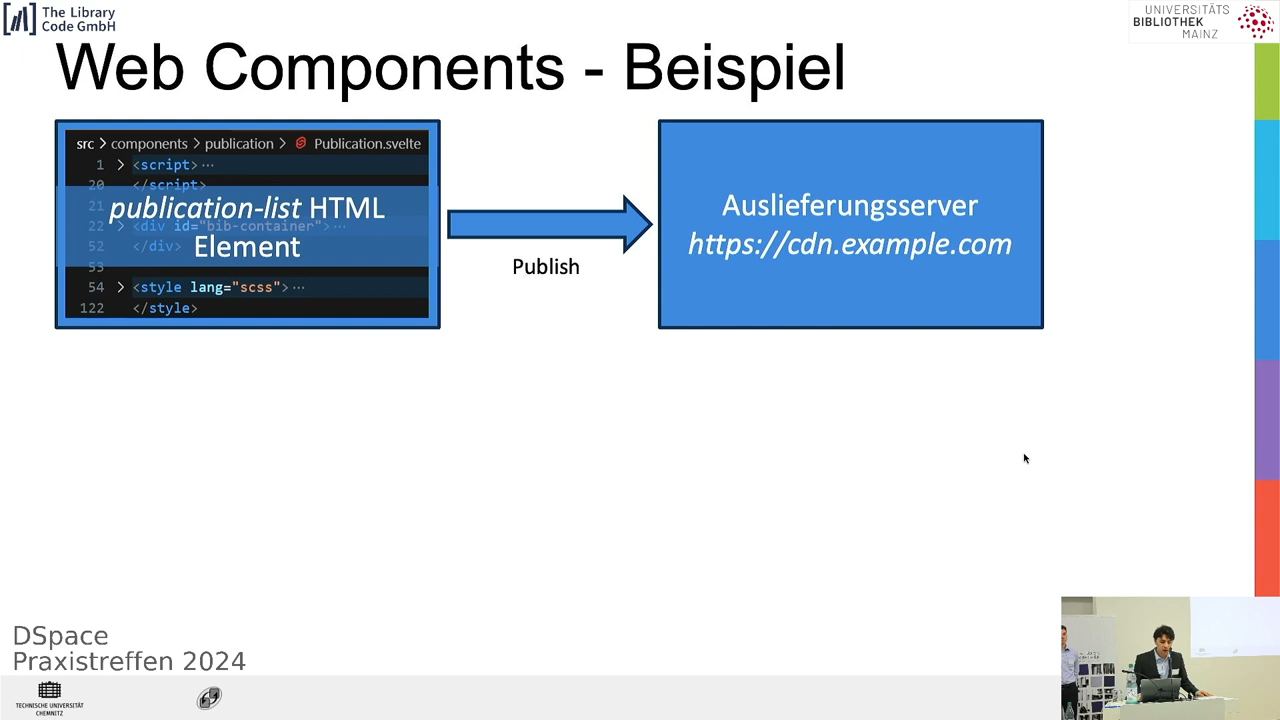 The Library
Code GmbH
UNIVERSITÄTS
BIBLIOTHEK
MAINZ
Web Components - Beispiel
src > components > publication > Publication.svelte
1 > <script>···
20 </script>
21
publication-list HTML
22 > <div id="bib-container">···
Element
52 </div>
53
54 > <style lang="scss">···
122 </style>
Publish
Auslieferungsserver
https://cdn.example.com
DSpace
Praxistreffen 2024
TECHNISCHE UNIVERSITÄT
CHEMNITZ